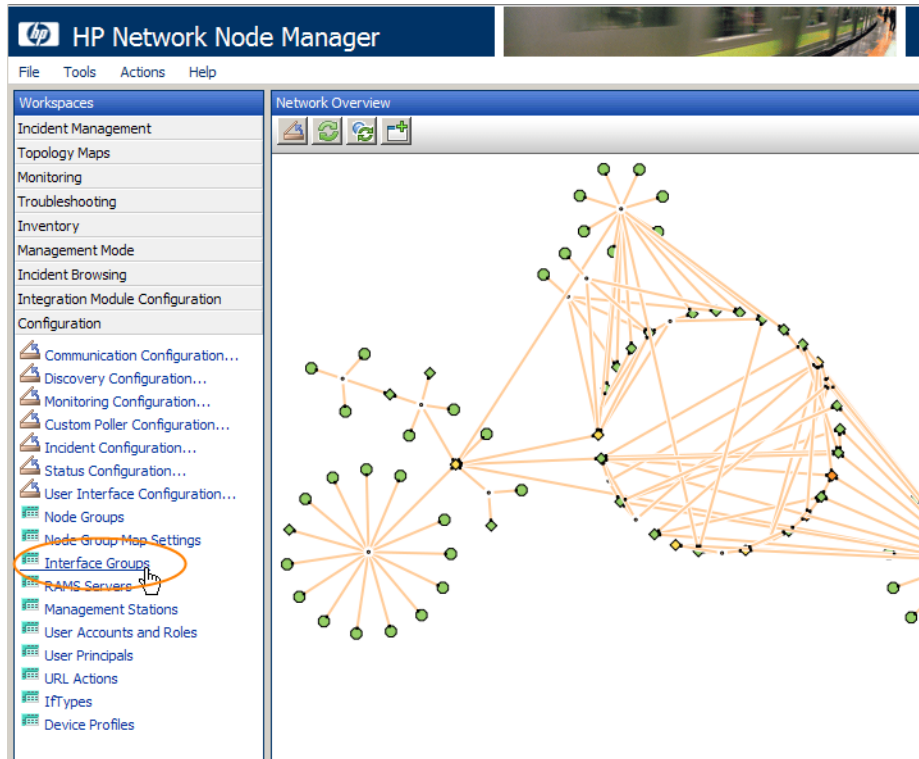 hp HP Network Node Manager
File Tools Actions Help
Workspaces
Incident Management
Topology Maps
Monitoring
Troubleshooting
Inventory
Management Mode
Incident Browsing
Integration Module Configuration
Configuration
Communication Configuration...
Discovery Configuration...
Monitoring Configuration...
Custom Poller Configuration...
Incident Configuration...
Status Configuration...
User Interface Configuration...
Node Groups
Node Group Map Settings
Interface Groups
RAMS Servers
Management Stations
User Accounts and Roles
User Principals
URL Actions
IfTypes
Device Profiles
Network Overview